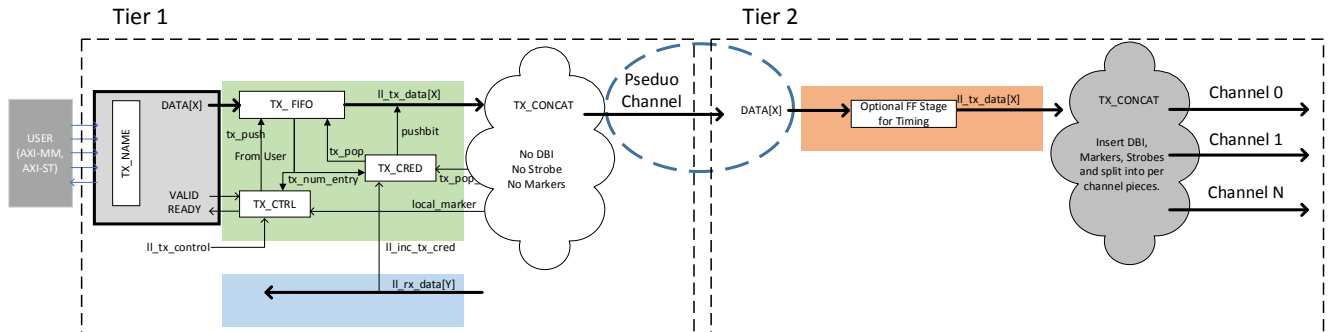 Tier 1
Tier 2
USER
(AXI-MM,
AXI-ST)
TX_NAME
DATA[X]
VALID
READY
TX_ FIFO
ll_tx_data[X]
tx_push
From User
tx_pop
pushbit
TX_CRED
tx_num_entry
tx_pop_
TX_CTRL
local_marker
ll_tx_control
ll_inc_tx_cred
ll_rx_data[Y]
TX_CONCAT
No DBI
No Strobe
No Markers
Pseduo
Channel
DATA[X]
Optional FF Stage
for Timing
ll_tx_data[X]
TX_CONCAT
Insert DBI,
Markers, Strobes
and split into per
channel pieces.
Channel 0
Channel 1
Channel N